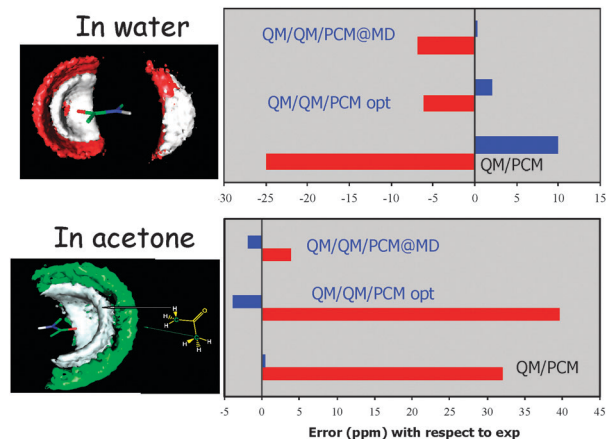 In water
QM/QM/PCM@MD
QM/QM/PCM opt
QM/PCM
-30 -25 -20 -15 -10 -5 0 5 10 15
In acetone
QM/QM/PCM@MD
QM/QM/PCM opt
QM/PCM
H O
H C
H
C H
H H
-5 0 5 10 15 20 25 30 35 40 45
Error (ppm) with respect to exp